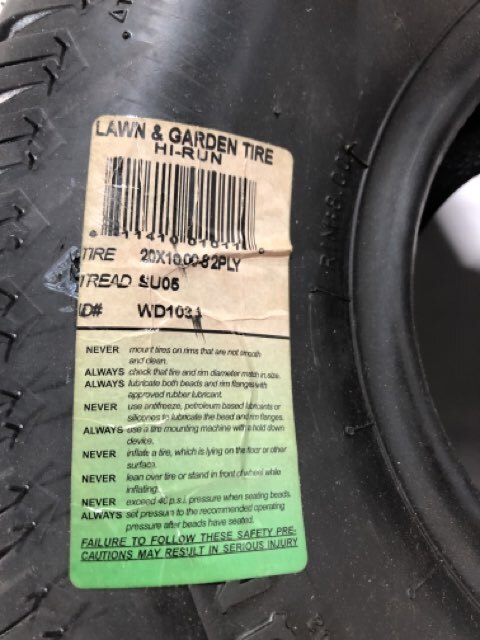 LAWN & GARDEN TIRE
HI-RUN
TIRE 20X10.00-8 2PLY
TREAD SU05
ID# WD1031
NEVER mount tires on rims that are not smooth
and clean.
ALWAYS check that tire and rim diameter match in size.
ALWAYS lubricate both beads and rim flanges with
approved rubber lubricant.
NEVER use antifreeze, petroleum based lubricants or
silicones to lubricate the bead and rim flanges.
ALWAYS use a tire mounting machine with a hold down
device.
NEVER inflate a tire, which is lying on the floor or other
surface.
NEVER lean over tire or stand in front of wheel while
inflating.
NEVER exceed 40 p.s.i. pressure when seating beads.
ALWAYS set pressure to the recommended operating
pressure after beads have seated.
FAILURE TO FOLLOW THESE SAFETY PRE-
CAUTIONS MAY RESULT IN SERIOUS INJURY